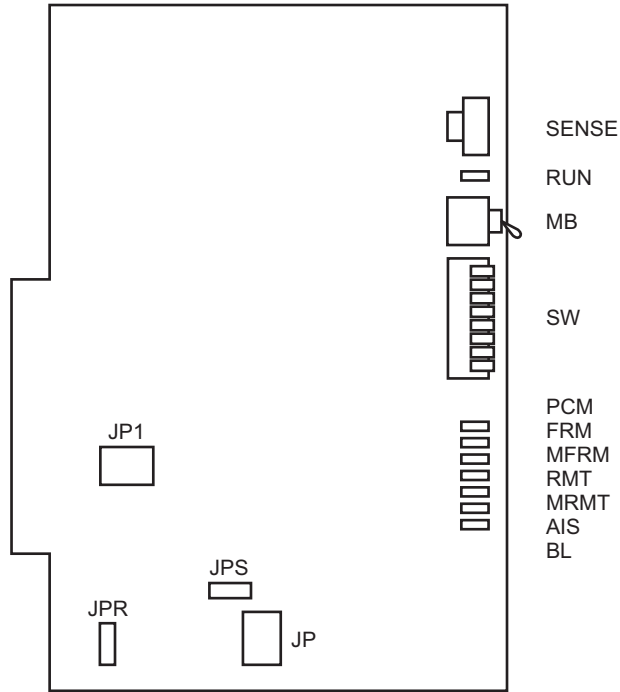 SENSE
RUN
MB
SW
PCM
FRM
MFRM
RMT
MRMT
AIS
BL
JP1
JPS
JPR
JP